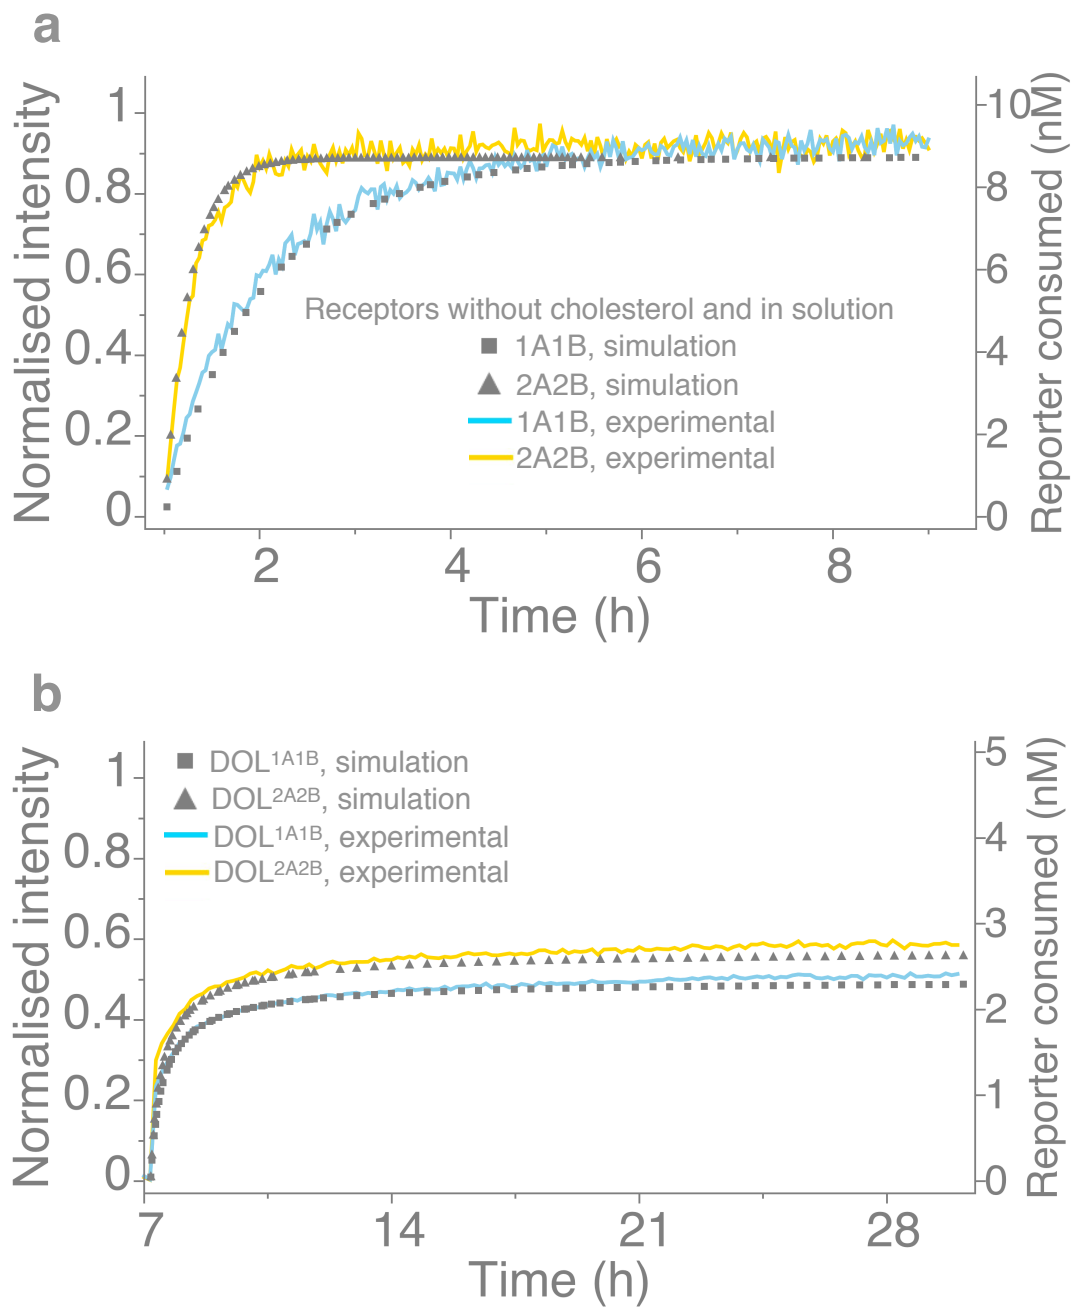 a
Normalised intensity
1
0.8
0.6
0.4
0.2
0
10
8
6
4
2
0
Reporter consumed (nM)
Receptors without cholesterol and in solution
1A1B, simulation
2A2B, simulation
1A1B, experimental
2A2B, experimental
2 4 6 8
Time (h)
b
Normalised intensity
1
0.8
0.6
0.4
0.2
0
5
4
3
2
1
0
Reporter consumed (nM)
DOL¹ᴬ¹ᴮ, simulation
DOL²ᴬ²ᴮ, simulation
DOL¹ᴬ¹ᴮ, experimental
DOL²ᴬ²ᴮ, experimental
7 14 21 28
Time (h)